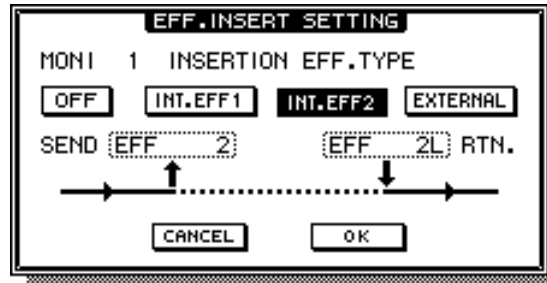 EFF.INSERT SETTING
MONI 1 INSERTION EFF.TYPE
OFF INT.EFF1 INT.EFF2 EXTERNAL
SEND EFF 2 EFF 2L RTN.
CANCEL OK